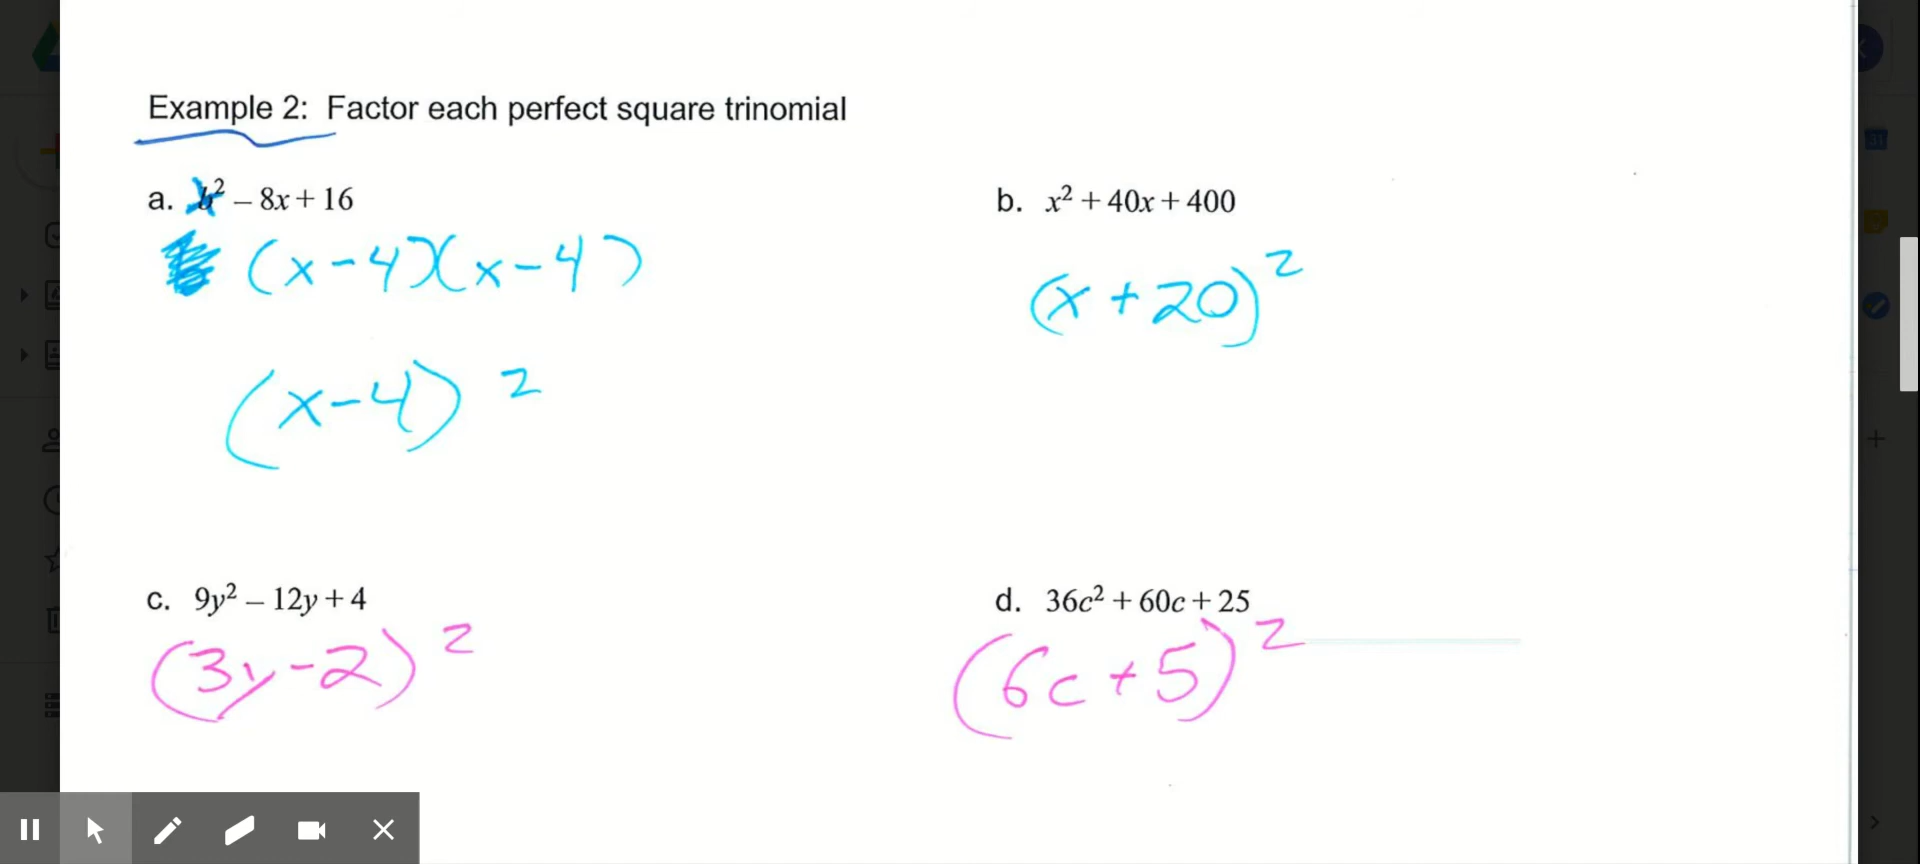 Example 2: Factor each perfect square trinomial
a. x² – 8x + 16
(x-4)(x-4)
(x-4)²
b. x² + 40x + 400
(x+20)²
c. 9y² – 12y + 4
(3y-2)²
d. 36c² + 60c + 25
(6c+5)²
31